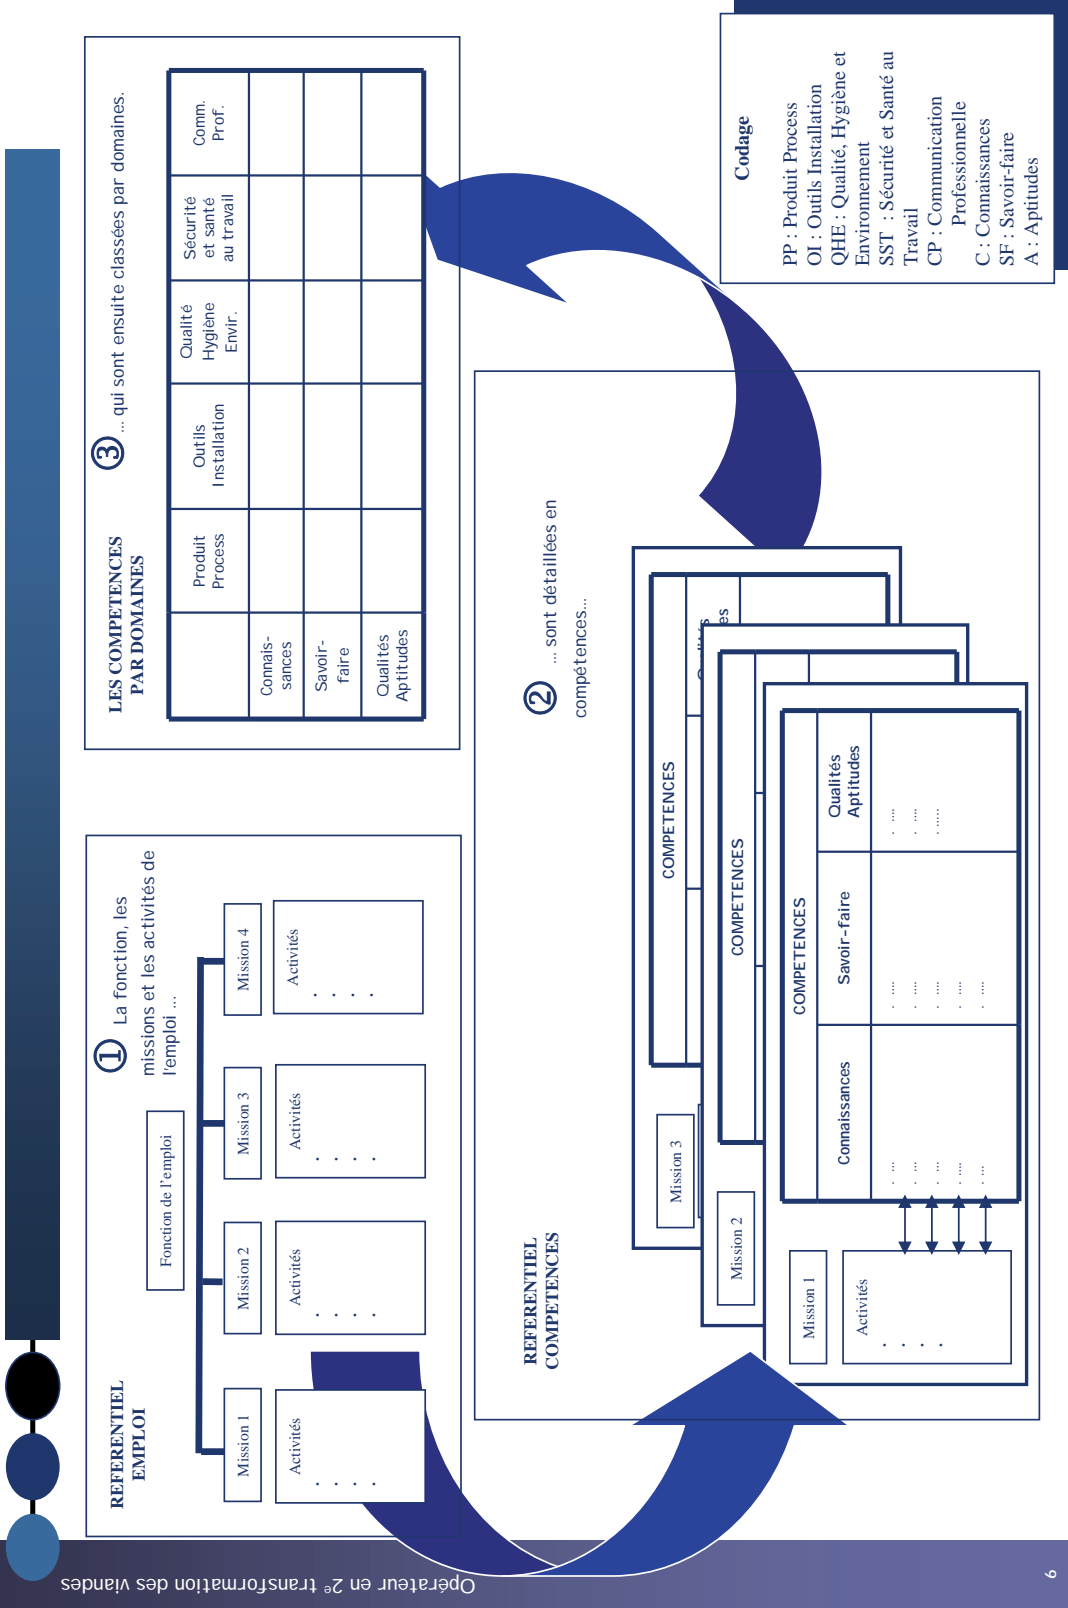 REFERENTIEL
EMPLOI
① La fonction, les
missions et les activités de
l'emploi ...
Fonction de l'emploi
Mission 1
Mission 2
Mission 3
Mission 4
Activités
. . . .
Activités
. . . .
Activités
. . . .
Activités
. . . .
LES COMPETENCES
PAR DOMAINES
③ ... qui sont ensuite classées par domaines.
Produit
Process
Outils
Installation
Qualité
Hygiène
Envir.
Sécurité
et santé
au travail
Comm.
Prof.
Connais-
sances
Savoir-
faire
Qualités
Aptitudes
REFERENTIEL
COMPETENCES
② ... sont détaillées en
compétences...
Mission 3
COMPETENCES
es
Mission 2
COMPETENCES
Mission 1
Activités
. . . .
COMPETENCES
Connaissances
Savoir-faire
Qualités
Aptitudes
. .... . .... . ....
. .... . .... . ....
. .... . .... . .....
. .... . ....
. .... . ....
Codage
PP : Produit Process
OI : Outils Installation
QHE : Qualité, Hygiène et
Environnement
SST : Sécurité et Santé au
Travail
CP : Communication
Professionnelle
C : Connaissances
SF : Savoir-faire
A : Aptitudes
Opérateur en 2e transformation des viandes
9